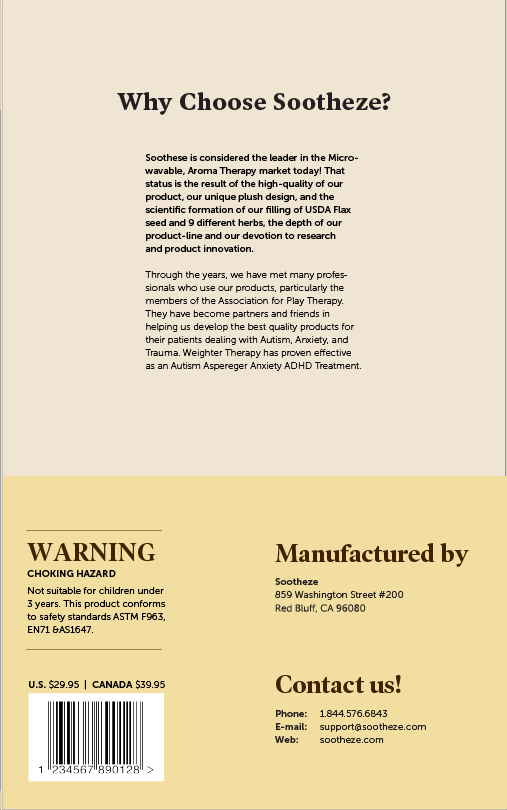 Why Choose Sootheze?
Soothese is considered the leader in the Micro-
wavable, Aroma Therapy market today! That
status is the result of the high-quality of our
product, our unique plush design, and the
scientific formation of our filling of USDA Flax
seed and 9 different herbs, the depth of our
product-line and our devotion to research
and product innovation.
Through the years, we have met many profes-
sionals who use our products, particularly the
members of the Association for Play Therapy.
They have become partners and friends in
helping us develop the best quality products for
their patients dealing with Autism, Anxiety, and
Trauma. Weighter Therapy has proven effective
as an Autism Aspereger Anxiety ADHD Treatment.
WARNING
CHOKING HAZARD
Not suitable for children under
3 years. This product conforms
to safety standards ASTM F963,
EN71 &AS1647.
U.S. $29.95 | CANADA $39.95
1 234567 890128 >
Manufactured by
Sootheze
859 Washington Street #200
Red Bluff, CA 96080
Contact us!
Phone: 1.844.576.6843
E-mail: support@sootheze.com
Web: sootheze.com